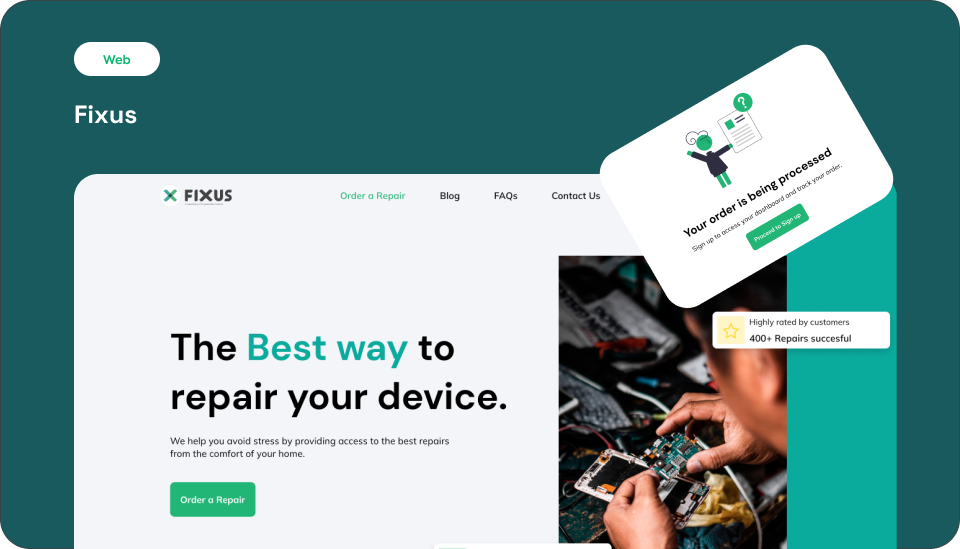 Web
Fixus
FIXUS
Order a Repair
Blog
FAQs
Contact Us
?
Your order is being processed
Sign up to access your dashboard and track your order.
Proceed to Sign up
Highly rated by customers
400+ Repairs succesful
The Best way to
repair your device.
We help you avoid stress by providing access to the best repairs
from the comfort of your home.
Order a Repair